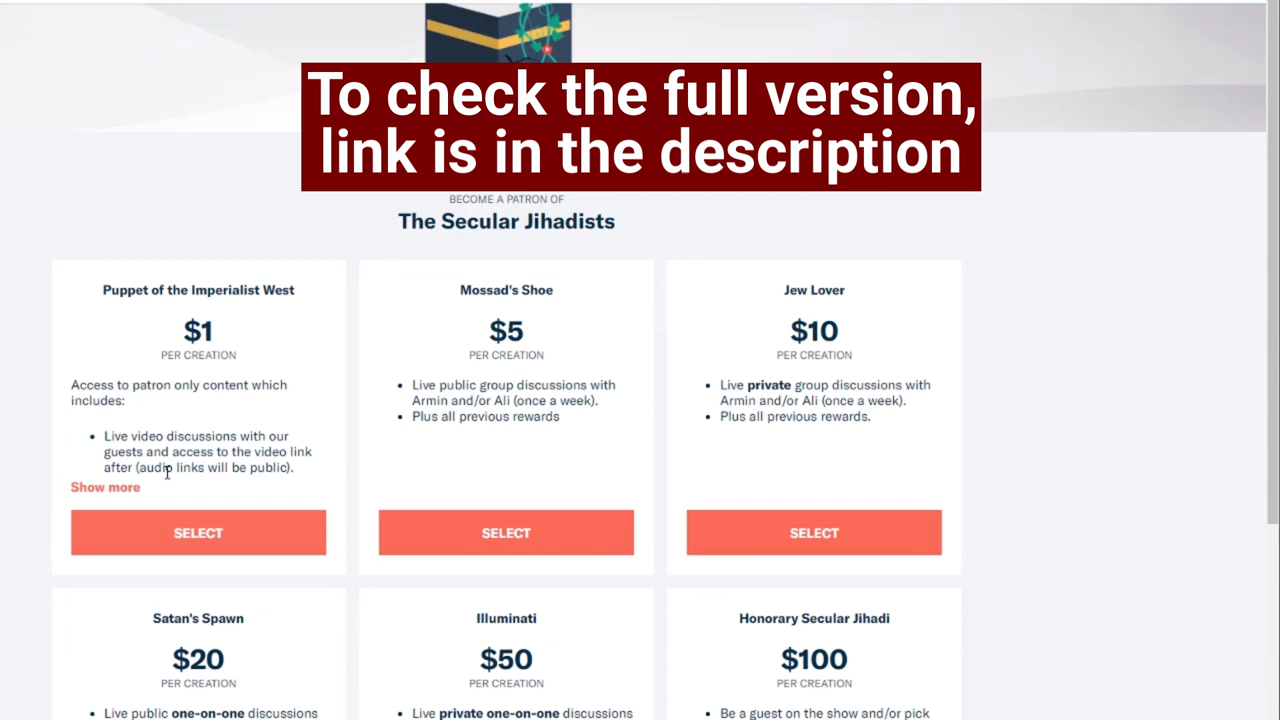 To check the full version,
link is in the description
BECOME A PATRON OF
The Secular Jihadists
Puppet of the Imperialist West
$1
PER CREATION
Access to patron only content which
includes:
• Live video discussions with our
guests and access to the video link
after (audio links will be public).
Show more
SELECT
Mossad's Shoe
$5
PER CREATION
• Live public group discussions with
Armin and/or Ali (once a week).
• Plus all previous rewards
SELECT
Jew Lover
$10
PER CREATION
• Live private group discussions with
Armin and/or Ali (once a week).
• Plus all previous rewards.
SELECT
Satan's Spawn
$20
PER CREATION
• Live public one-on-one discussions
Illuminati
$50
PER CREATION
• Live private one-on-one discussions
Honorary Secular Jihadi
$100
PER CREATION
• Be a guest on the show and/or pick